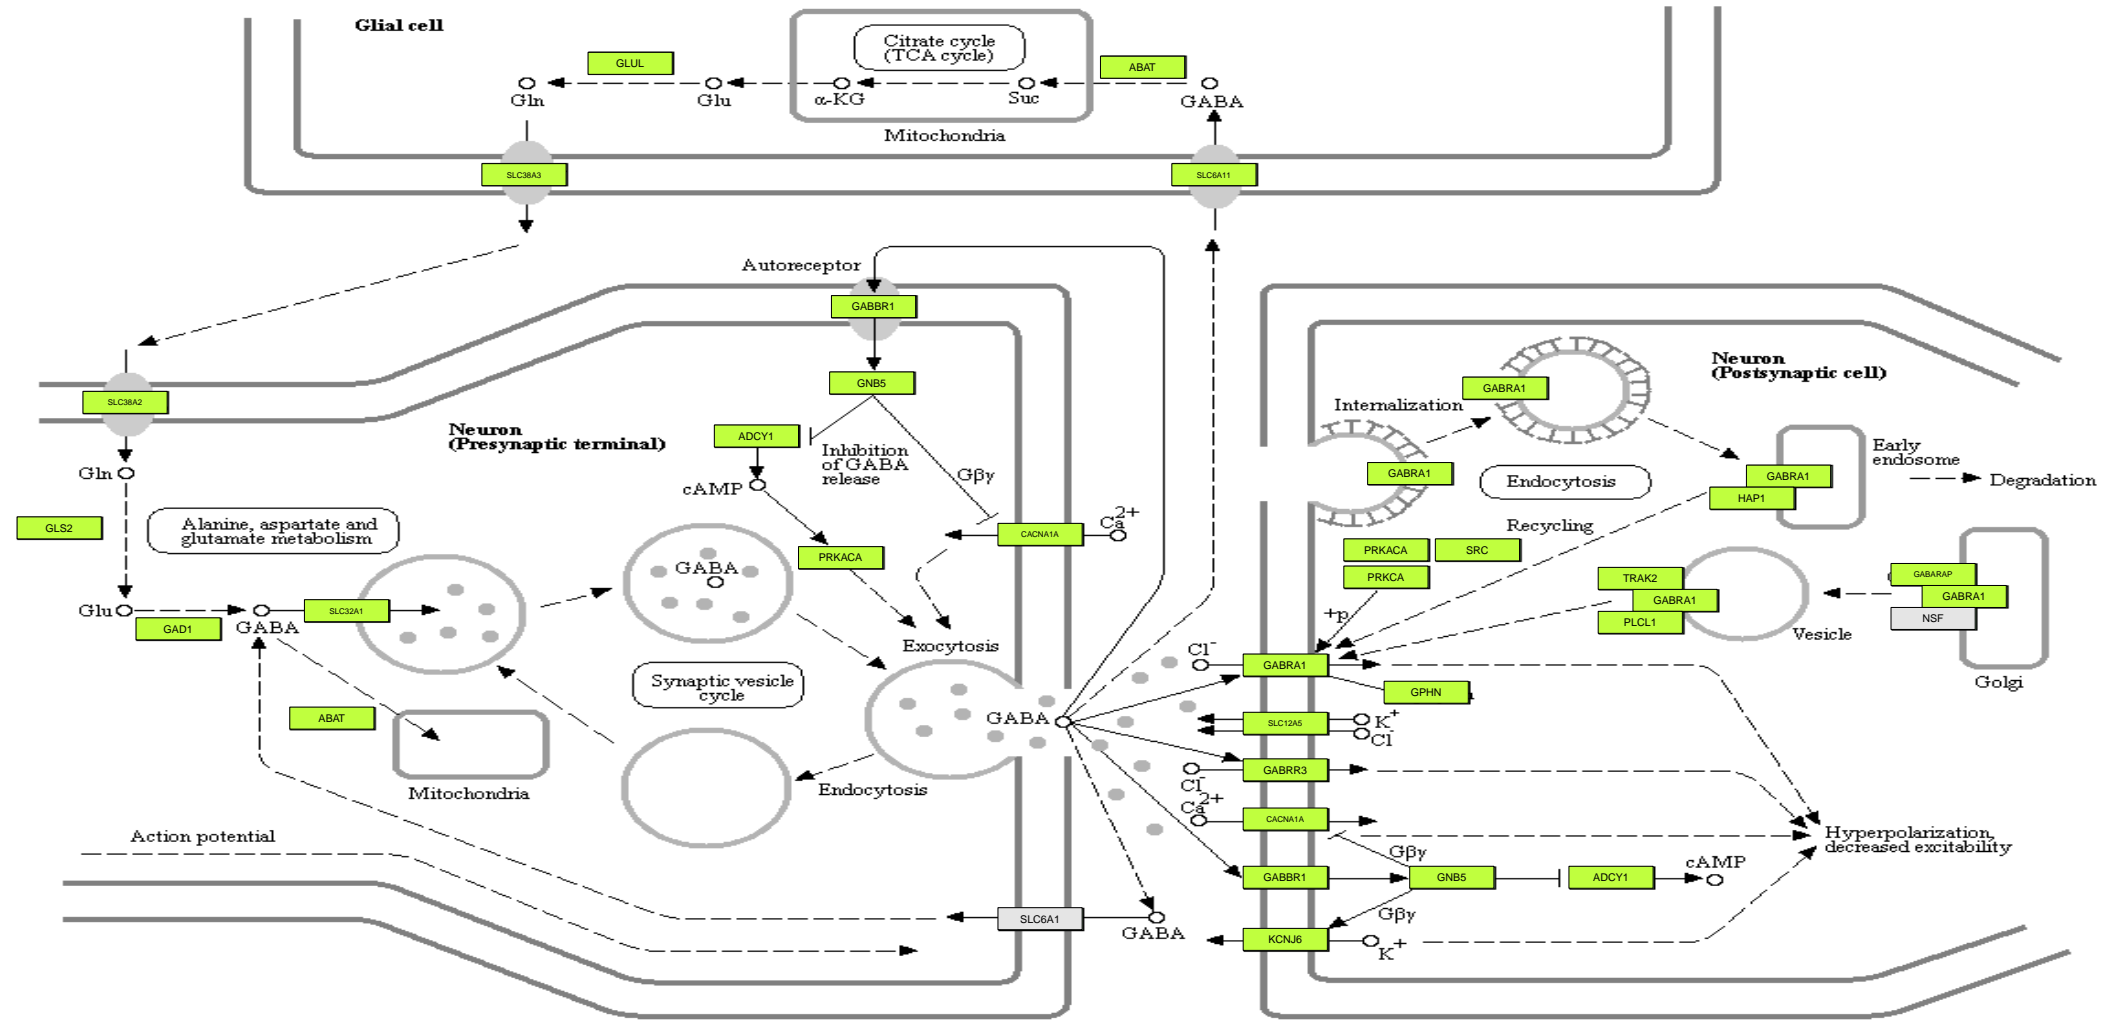 Glial cell
Citrate cycle
(TCA cycle)
GLUL
ABAT
Gln
Glu
α-KG
Suc
GABA
Mitochondria
SLC38A3
SLC6A11
Autoreceptor
GABBR1
SLC38A2
GNB5
Neuron
(Presynaptic terminal)
ADCY1
Inhibition
of GABA
release
Gβγ
cAMP
Gln
GLS2
Alanine, aspartate and
glutamate metabolism
GABA
PRKACA
CACNA1A
Ca2+
Glu
GAD1
GABA
SLC32A1
Exocytosis
Synaptic vesicle
cycle
ABAT
Mitochondria
GABA
Endocytosis
Action potential
SLC6A1
GABA
Neuron
(Postsynaptic cell)
GABRA1
Internalization
GABRA1
Endocytosis
GABRA1
HAP1
Early
endosome
Degradation
Recycling
PRKACA
SRC
PRKCA
+p
TRAK2
GABRA1
PLCL1
Vesicle
GABARAP
GABRA1
NSF
Golgi
Cl-
GABRA1
GPHN
SLC12A5
K+
Cl-
GABRR3
Cl-
Ca2+
CACNA1A
Hyperpolarization,
decreased excitability
Gβγ
GABBR1
GNB5
ADCY1
cAMP
Gβγ
KCNJ6
K+